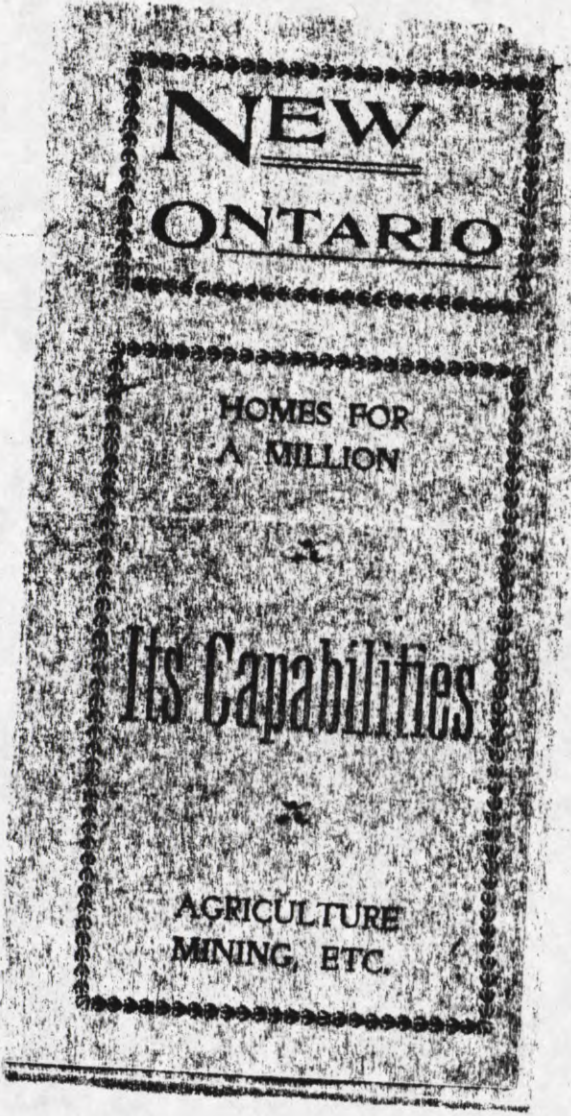 NEW
ONTARIO
HOMES FOR
A MILLION
Its Capabilities
AGRICULTURE
MINING, ETC.